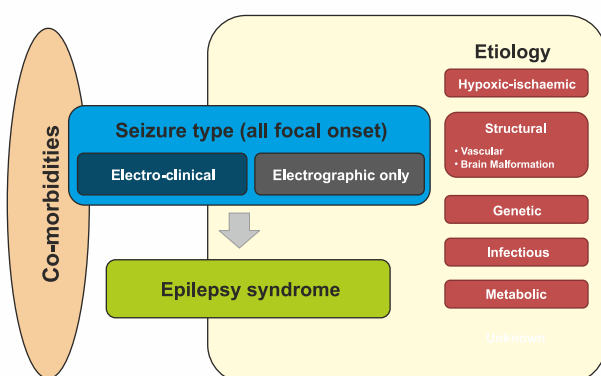 Etiology
Hypoxic-ischaemic
Structural
• Vascular
• Brain Malformation
Genetic
Infectious
Metabolic
Unknown
Co-morbidities
Seizure type (all focal onset)
Electro-clinical
Electrographic only
Epilepsy syndrome